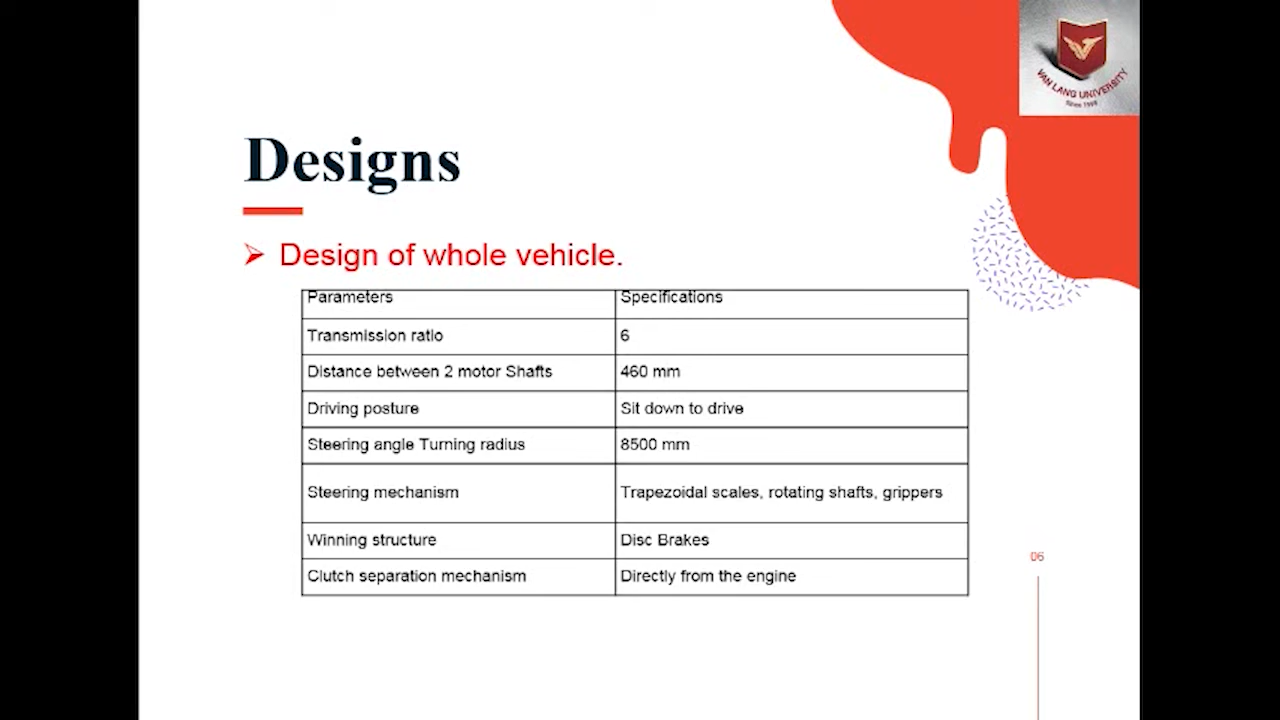 VAN LANG UNIVERSITY
Since 1995
Designs
Design of whole vehicle.
Parameters Specifications
Transmission ratio 6
Distance between 2 motor Shafts 460 mm
Driving posture Sit down to drive
Steering angle Turning radius 8500 mm
Steering mechanism Trapezoidal scales, rotating shafts, grippers
Winning structure Disc Brakes
Clutch separation mechanism Directly from the engine
06